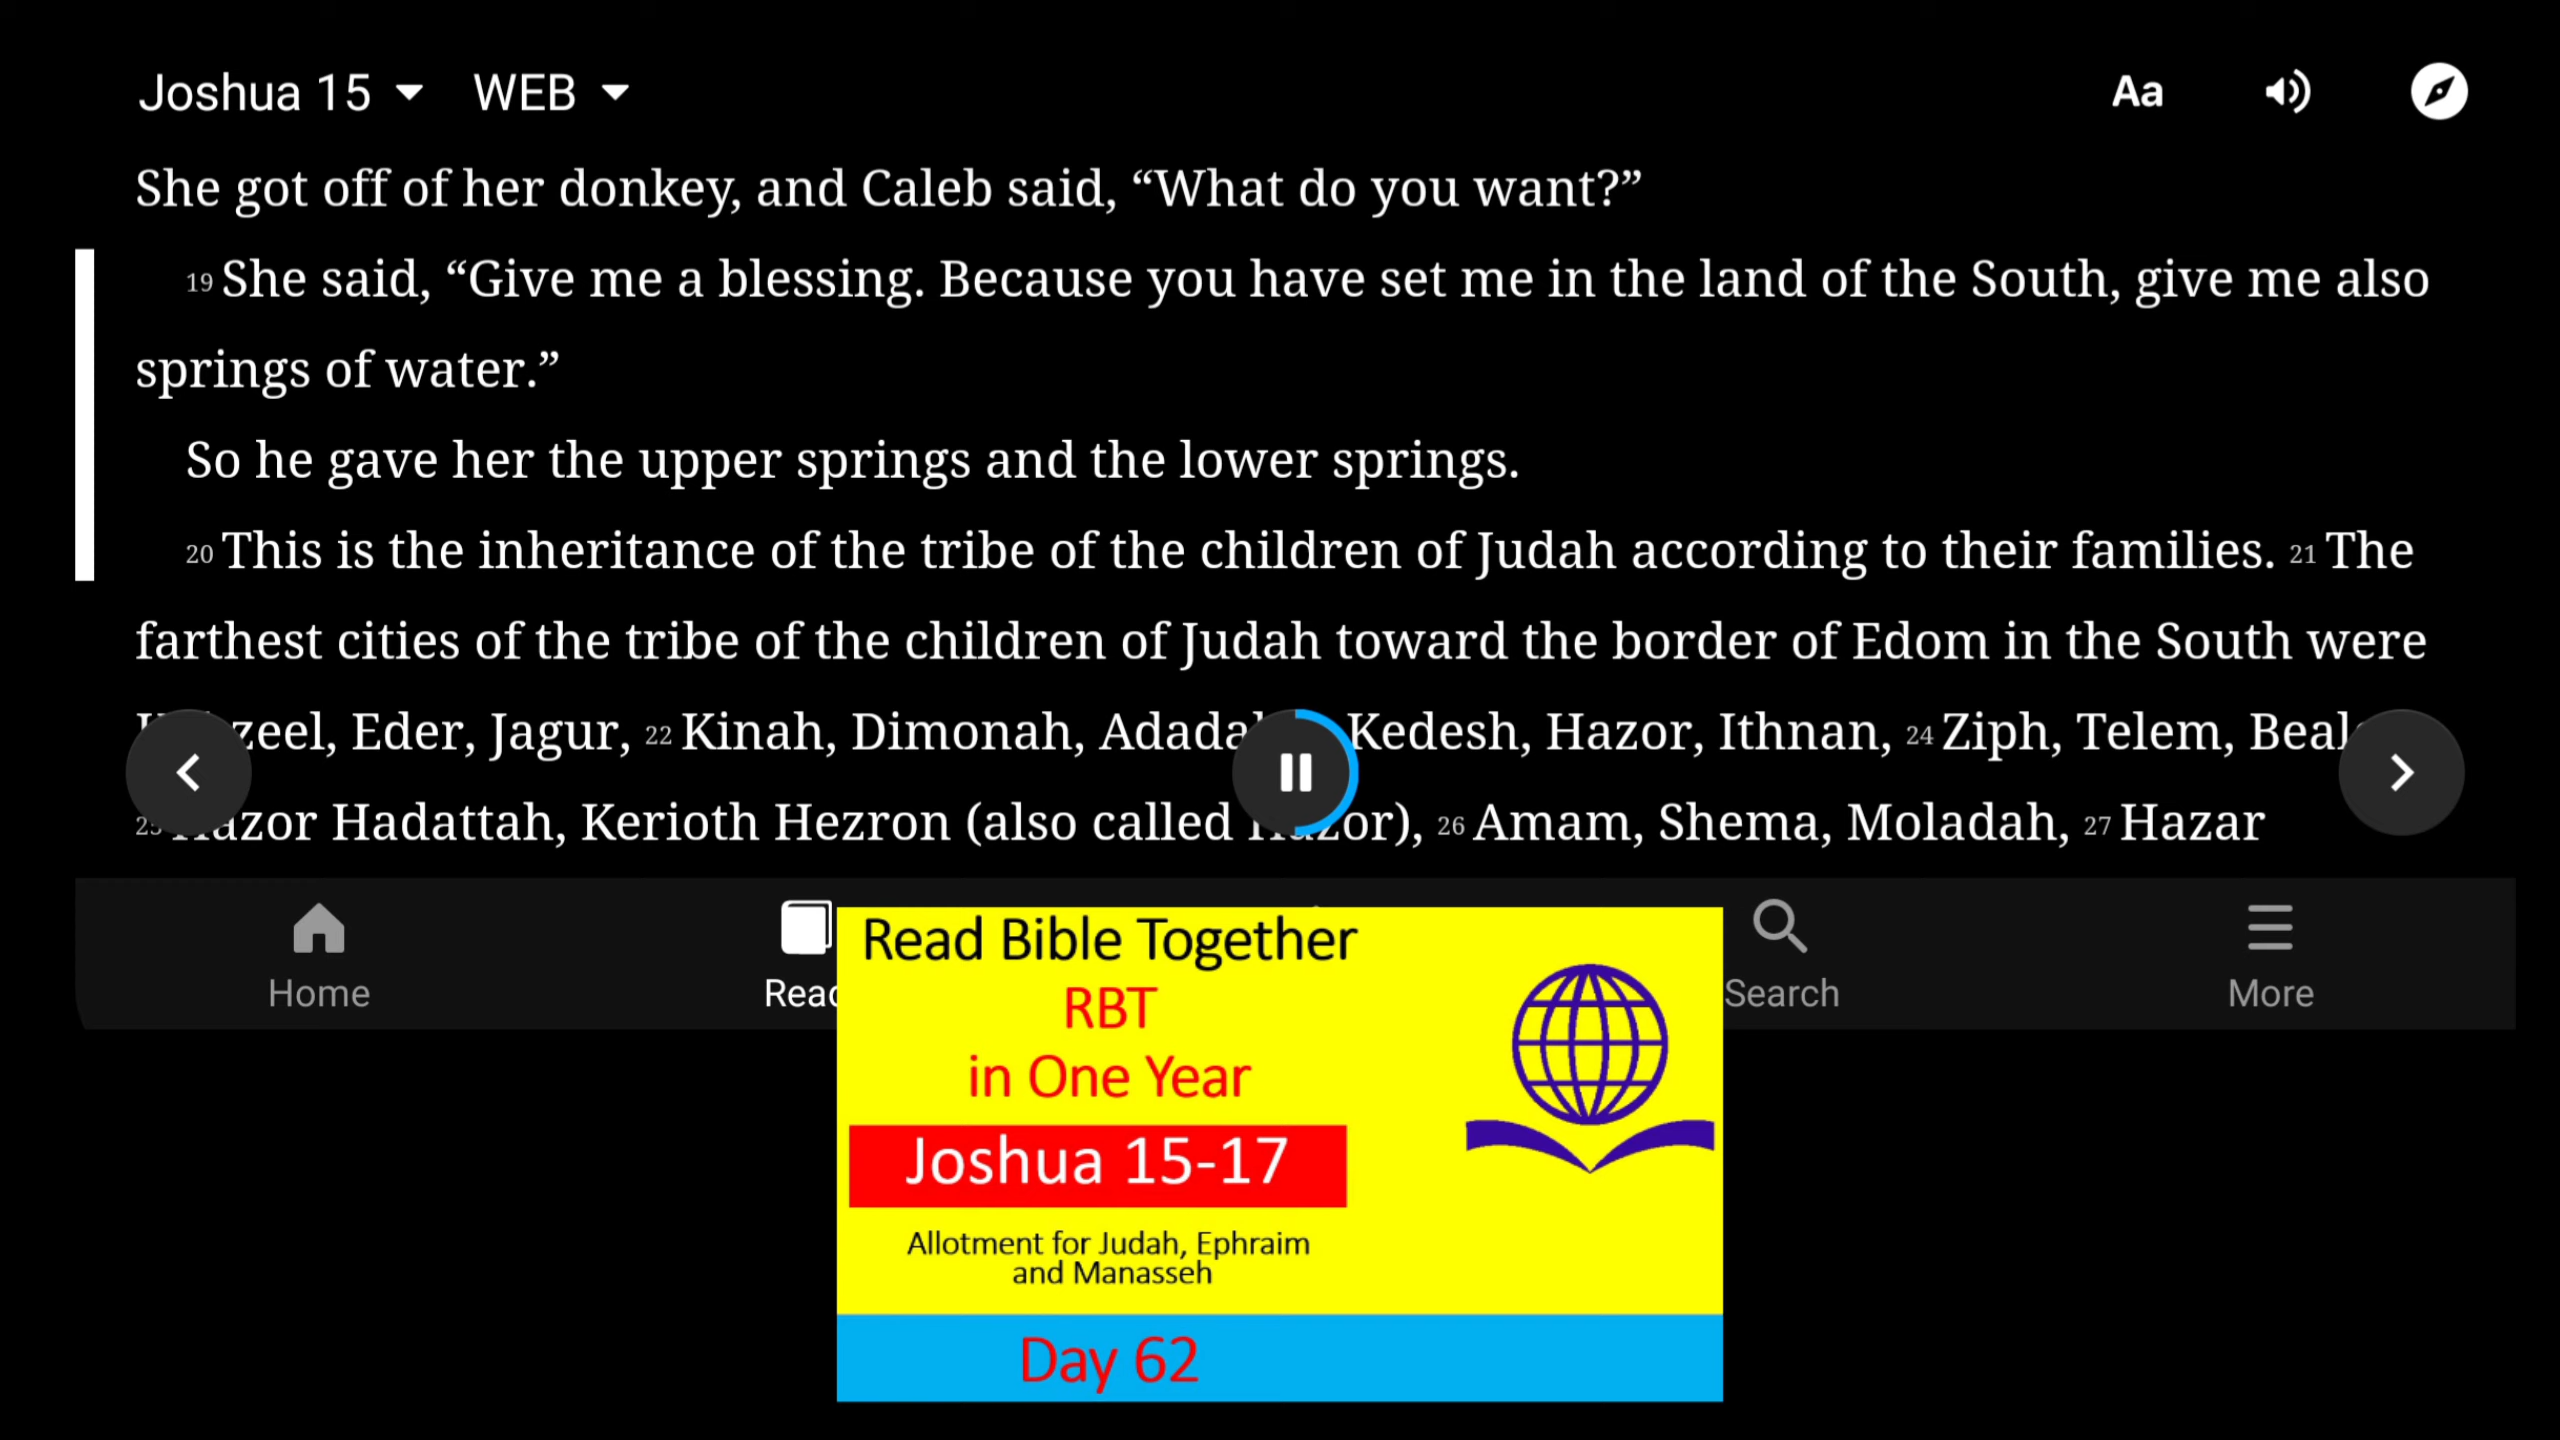 Joshua 15 WEB Aa
She got off of her donkey, and Caleb said, “What do you want?”
19 She said, “Give me a blessing. Because you have set me in the land of the South, give me also
springs of water.”
So he gave her the upper springs and the lower springs.
20 This is the inheritance of the tribe of the children of Judah according to their families. 21 The
farthest cities of the tribe of the children of Judah toward the border of Edom in the South were
Eder, Jagur, 22 Kinah, Dimonah, Kedesh, Hazor, Ithnan, 24 Ziph, Telem,
Hadattah, Kerioth Hezron (also called 26 Amam, Shema, Moladah, 27 Hazar
Home
Read
Search
More
Read Bible Together
RBT
in One Year
Joshua 15-17
Allotment for Judah, Ephraim
and Manasseh
Day 62